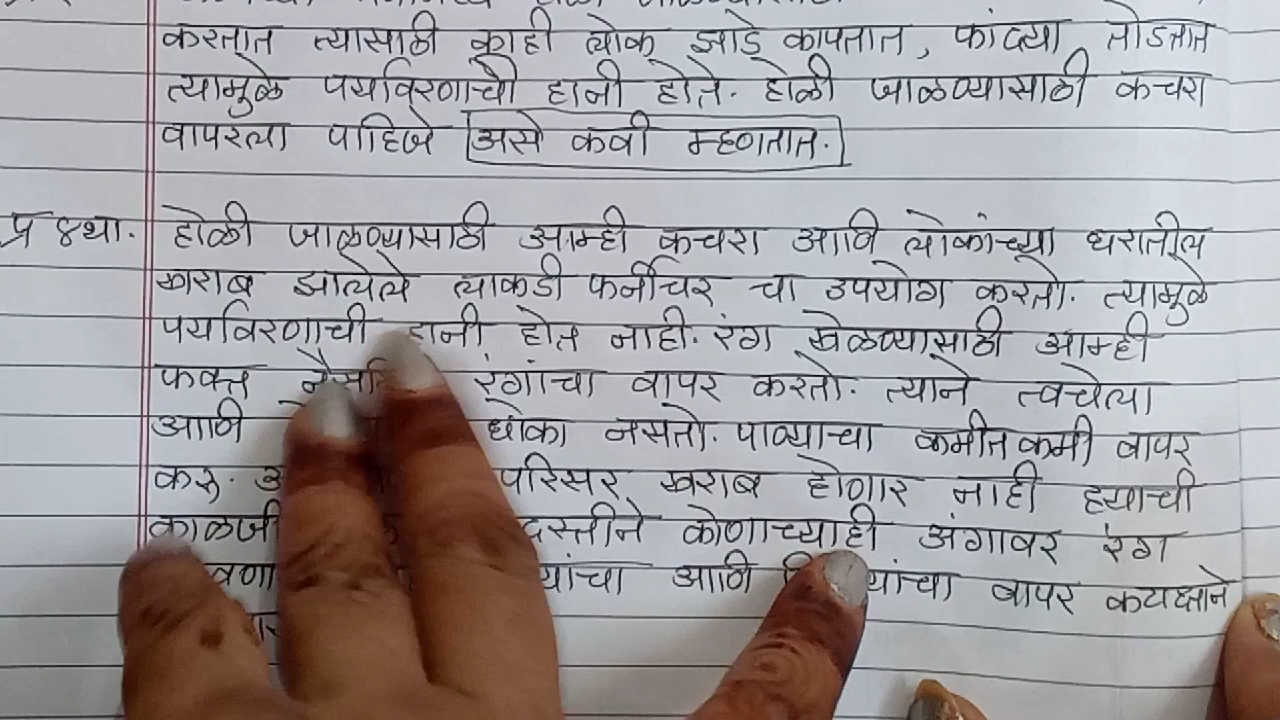 करतात त्यासाठी काही लोक झाडे कापतात, फांद्या तोडतात
त्यामुळे पर्यावरणाची हानी होते. होळी जाळण्यासाठी कचरा
वापरला पाहिजे असे कवी म्हणतात.
प्र ४था. होळी जाळण्यासाठी आम्ही कचरा आणि लोकांच्या घरातील
खराब झालेले लाकडी फर्नीचर चा उपयोग करतो. त्यामुळे
पर्यावरणाची हानी होत नाही. रंग खेळण्यासाठी आम्ही
फक्त रंगांचा वापर करतो. त्याने त्वचेला
आणि धोका नसतो. पाण्याचा कमीतकमी वापर
करू. परिसर खराब होणार नाही ह्याची
काळजी कोणाच्याही अंगावर रंग
आणि वापर कटाक्षाने